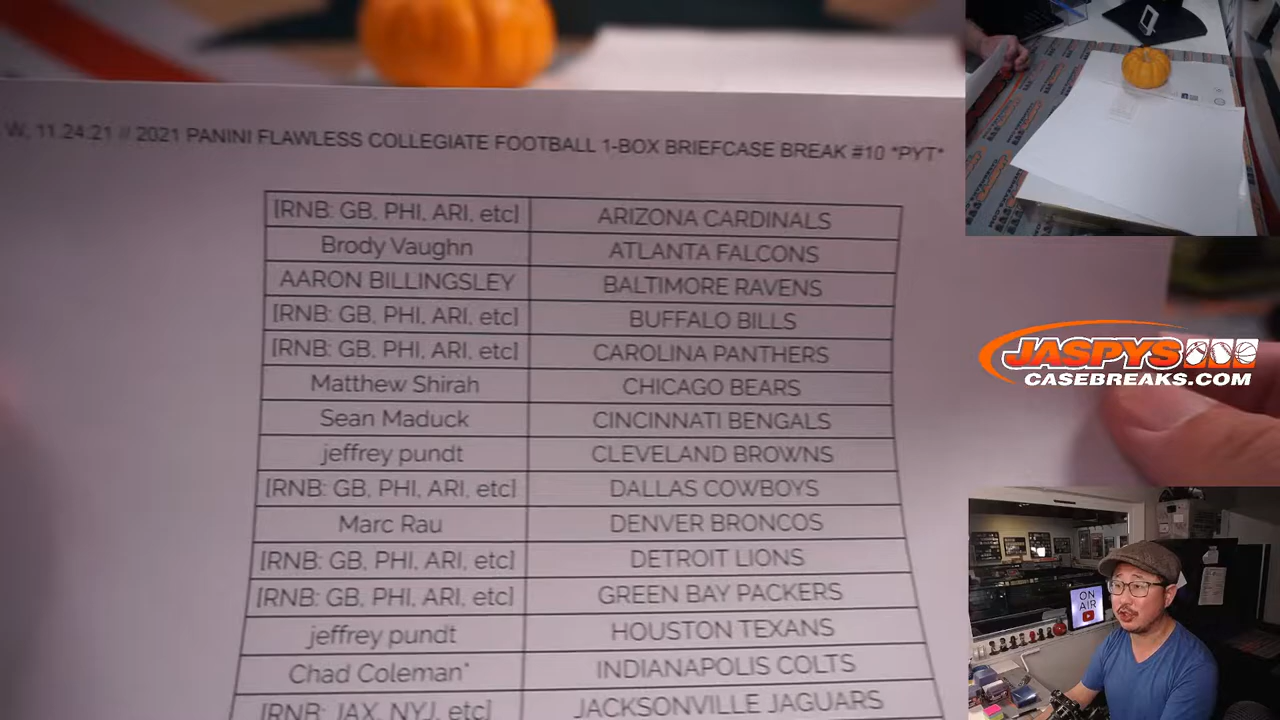 W, 11.24.21 // 2021 PANINI FLAWLESS COLLEGIATE FOOTBALL 1-BOX BRIEFCASE BREAK #10 *PYT*
[RNB: GB, PHI, ARI, etc] ARIZONA CARDINALS
Brody Vaughn ATLANTA FALCONS
AARON BILLINGSLEY BALTIMORE RAVENS
[RNB: GB, PHI, ARI, etc] BUFFALO BILLS
[RNB: GB, PHI, ARI, etc] CAROLINA PANTHERS
Matthew Shirah CHICAGO BEARS
Sean Maduck CINCINNATI BENGALS
jeffrey pundt CLEVELAND BROWNS
[RNB: GB, PHI, ARI, etc] DALLAS COWBOYS
Marc Rau DENVER BRONCOS
[RNB: GB, PHI, ARI, etc] DETROIT LIONS
[RNB: GB, PHI, ARI, etc] GREEN BAY PACKERS
jeffrey pundt HOUSTON TEXANS
Chad Coleman* INDIANAPOLIS COLTS
[RNB: JAX, NYJ, etc] JACKSONVILLE JAGUARS
JASPYS
CASEBREAKS.COM
ON
AIR